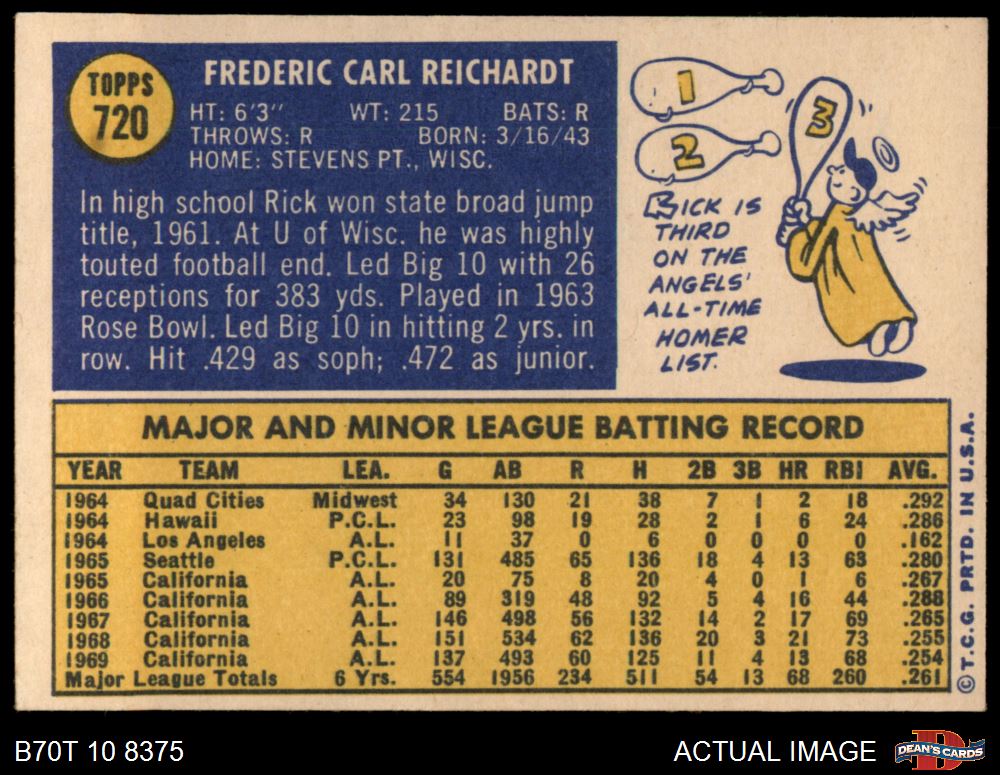 TOPPS
720
FREDERIC CARL REICHARDT
HT: 6'3" WT: 215 BATS: R
THROWS: R BORN: 3/16/43
HOME: STEVENS PT., WISC.
In high school Rick won state broad jump
title, 1961. At U of Wisc. he was highly
touted football end. Led Big 10 with 26
receptions for 383 yds. Played in 1963
Rose Bowl. Led Big 10 in hitting 2 yrs. in
row. Hit .429 as soph; .472 as junior.
1
2
3
RICK IS
THIRD
ON THE
ANGELS'
ALL-TIME
HOMER
LIST.
MAJOR AND MINOR LEAGUE BATTING RECORD
YEAR TEAM LEA. G AB R H 2B 3B HR RBI AVG.
1964 Quad Cities Midwest 34 130 21 38 7 1 2 18 .292
1964 Hawaii P.C.L. 23 98 19 28 2 1 6 24 .286
1964 Los Angeles A.L. 11 37 0 6 0 0 0 0 .162
1965 Seattle P.C.L. 131 485 65 136 18 4 13 63 .280
1965 California A.L. 20 75 8 20 4 0 1 6 .267
1966 California A.L. 89 319 48 92 5 4 16 44 .288
1967 California A.L. 146 498 56 132 14 2 17 69 .265
1968 California A.L. 151 534 62 136 20 3 21 73 .255
1969 California A.L. 137 493 60 125 11 4 13 68 .254
Major League Totals 6 Yrs. 554 1956 234 511 54 13 68 260 .261
© T.C.G. PRTD. IN U.S.A.
B70T 10 8375
ACTUAL IMAGE
DEAN'S CARDS